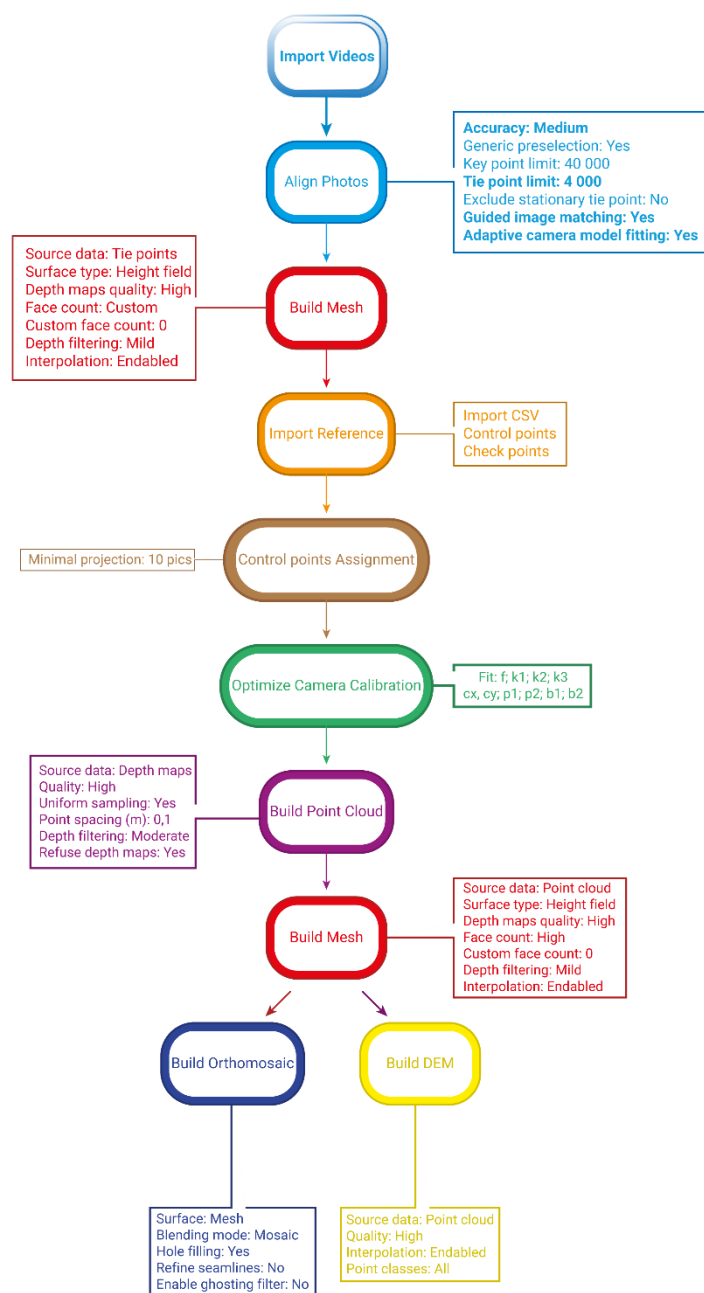 Import Videos
Align Photos
Accuracy: Medium
Generic preselection: Yes
Key point limit: 40 000
Tie point limit: 4 000
Exclude stationary tie point: No
Guided image matching: Yes
Adaptive camera model fitting: Yes
Source data: Tie points
Surface type: Height field
Depth maps quality: High
Face count: Custom
Custom face count: 0
Depth filtering: Mild
Interpolation: Endabled
Build Mesh
Import Reference
Import CSV
Control points
Check points
Minimal projection: 10 pics
Control points Assignment
Optimize Camera Calibration
Fit: f; k1; k2; k3
cx, cy; p1; p2; b1; b2
Source data: Depth maps
Quality: High
Uniform sampling: Yes
Point spacing (m): 0,1
Depth filtering: Moderate
Refuse depth maps: Yes
Build Point Cloud
Build Mesh
Source data: Point cloud
Surface type: Height field
Depth maps quality: High
Face count: High
Custom face count: 0
Depth filtering: Mild
Interpolation: Endabled
Build Orthomosaic
Build DEM
Surface: Mesh
Blending mode: Mosaic
Hole filling: Yes
Refine seamlines: No
Enable ghosting filter: No
Source data: Point cloud
Quality: High
Interpolation: Endabled
Point classes: All